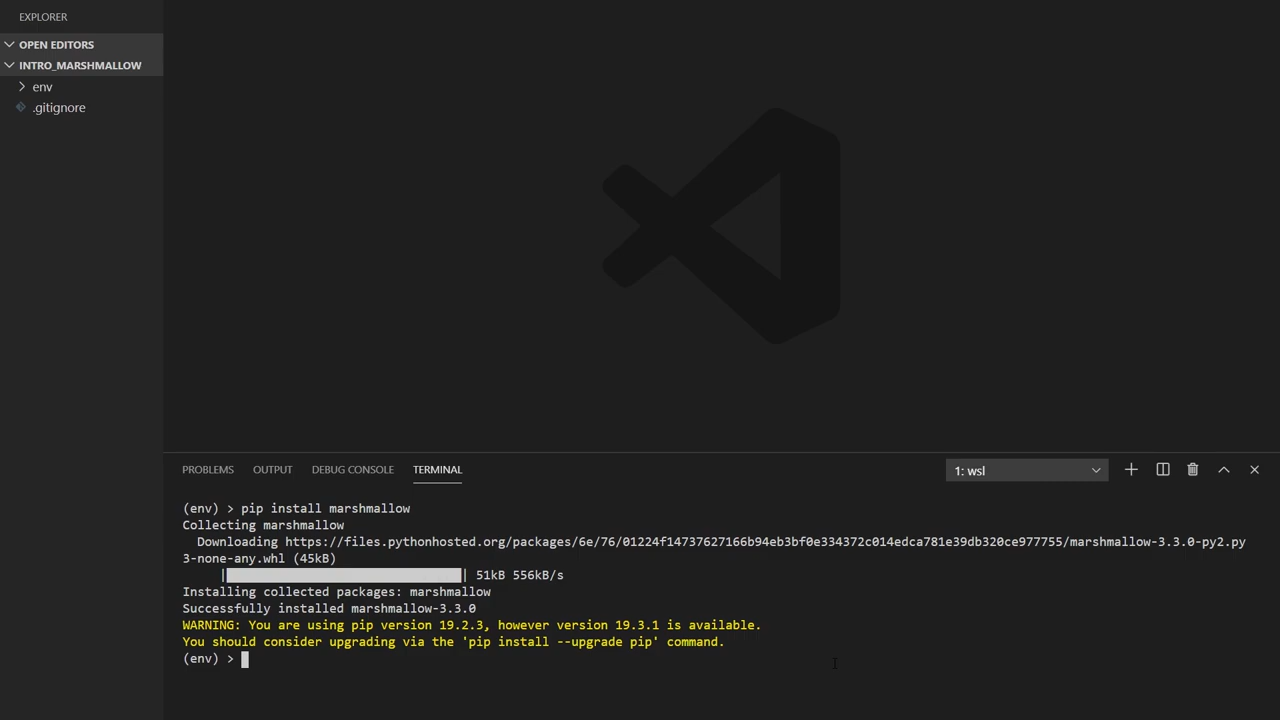 EXPLORER
OPEN EDITORS
INTRO_MARSHMALLOW
env
.gitignore
PROBLEMS OUTPUT DEBUG CONSOLE TERMINAL
1: wsl
(env) > pip install marshmallow
Collecting marshmallow
Downloading https://files.pythonhosted.org/packages/6e/76/01224f14737627166b94eb3bf0e334372c014edca781e39db320ce977755/marshmallow-3.3.0-py2.py
3-none-any.whl (45kB)
|████████████████████████████████| 51kB 556kB/s
Installing collected packages: marshmallow
Successfully installed marshmallow-3.3.0
WARNING: You are using pip version 19.2.3, however version 19.3.1 is available.
You should consider upgrading via the 'pip install --upgrade pip' command.
(env) >